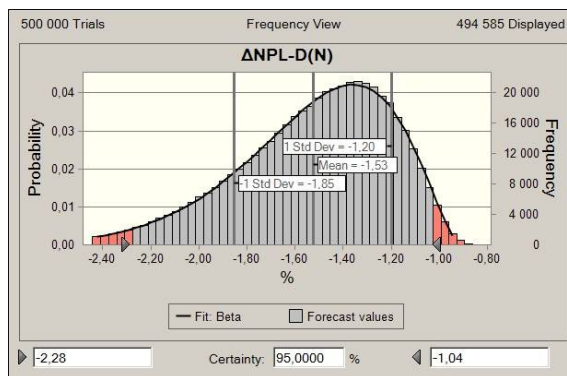 500 000 Trials Frequency View 494 585 Displayed
ΔNPL-D(N)
Probability
Frequency
0,04
0,03
0,02
0,01
0,00
20 000
16 000
12 000
8 000
4 000
0
1 Std Dev = -1,20
Mean = -1,53
-1 Std Dev = -1,85
-2,40 -2,20 -2,00 -1,80 -1,60 -1,40 -1,20 -1,00 -0,80
%
Fit: Beta Forecast values
-2,28 Certainty: 95,0000 % -1,04